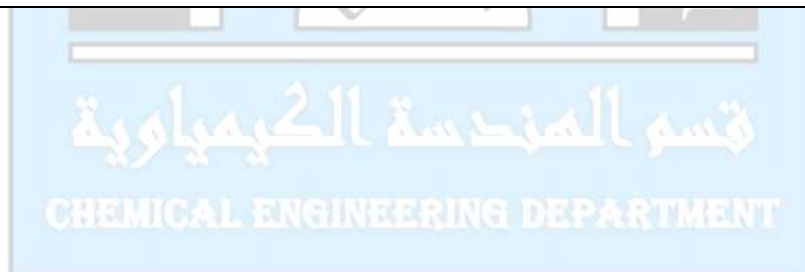 قسم الهندسة الكيمياوية
CHEMICAL ENGINEERING DEPARTMENT